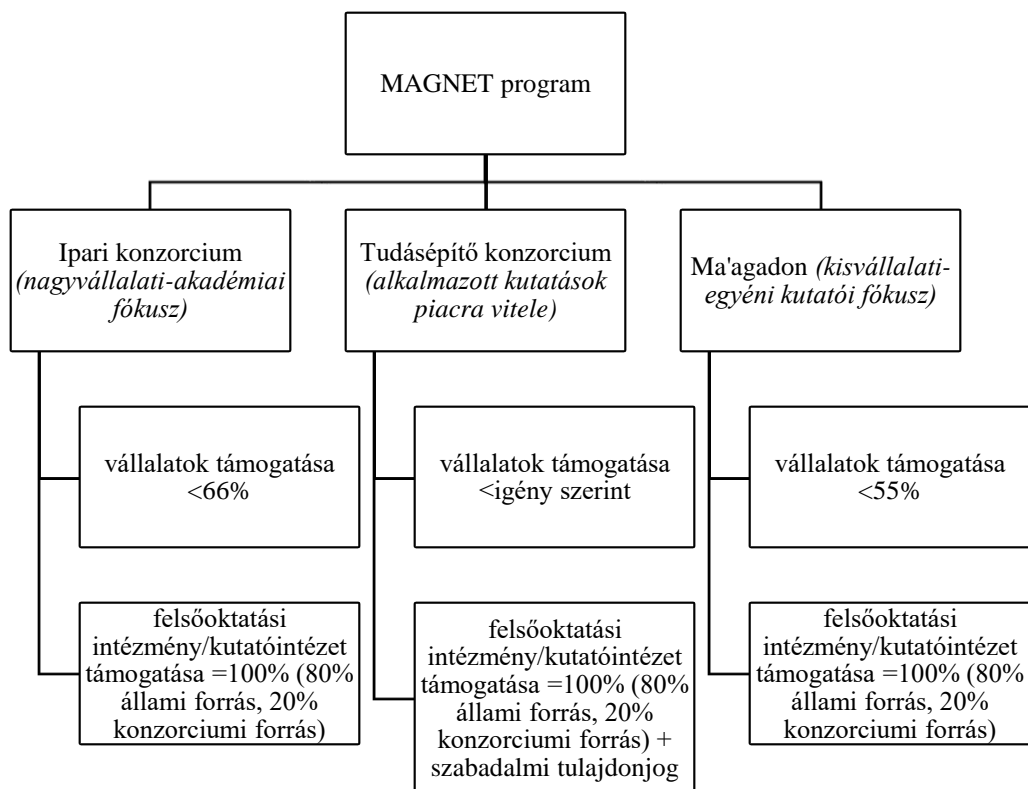 MAGNET program
Ipari konzorcium
(nagyvállalati-akadémiai
fókusz)
Tudásépítő konzorcium
(alkalmazott kutatások
piacra vitele)
Ma'agadon (kisvállalati-
egyéni kutatói fókusz)
vállalatok támogatása
<66%
vállalatok támogatása
<igény szerint
vállalatok támogatása
<55%
felsőoktatási
intézmény/kutatóintézet
támogatása =100% (80%
állami forrás, 20%
konzorciumi forrás)
felsőoktatási
intézmény/kutatóintézet
támogatása =100% (80%
állami forrás, 20%
konzorciumi forrás) +
szabadalmi tulajdonjog
felsőoktatási
intézmény/kutatóintézet
támogatása =100% (80%
állami forrás, 20%
konzorciumi forrás)